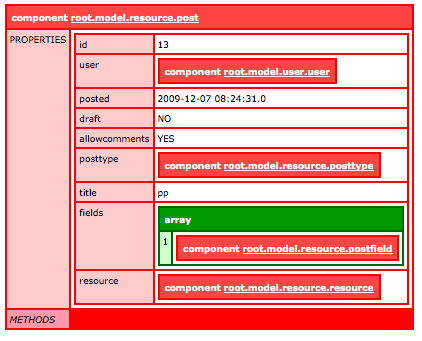 component root.model.resource.post
PROPERTIES
id 13
user component root.model.user.user
posted 2009-12-07 08:24:31.0
draft NO
allowcomments YES
posttype component root.model.resource.posttype
title pp
fields array
1 component root.model.resource.postfield
resource component root.model.resource.resource
METHODS